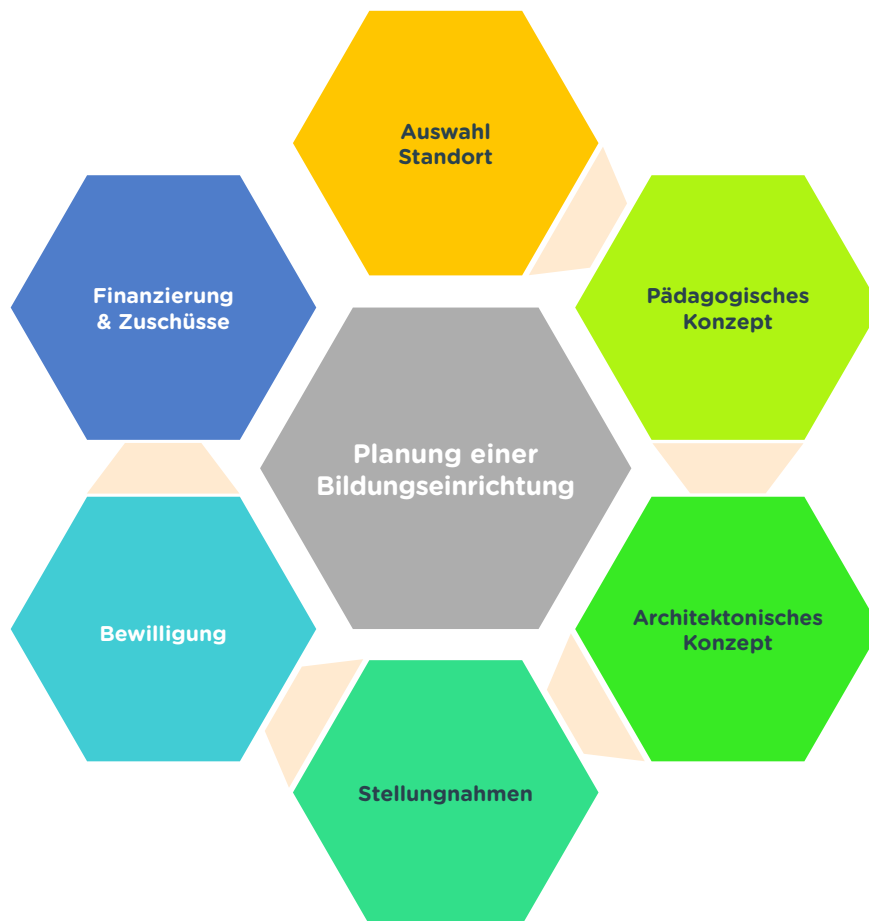 Auswahl
Standort
Pädagogisches
Konzept
Architektonisches
Konzept
Stellungnahmen
Bewilligung
Finanzierung
& Zuschüsse
Planung einer
Bildungseinrichtung